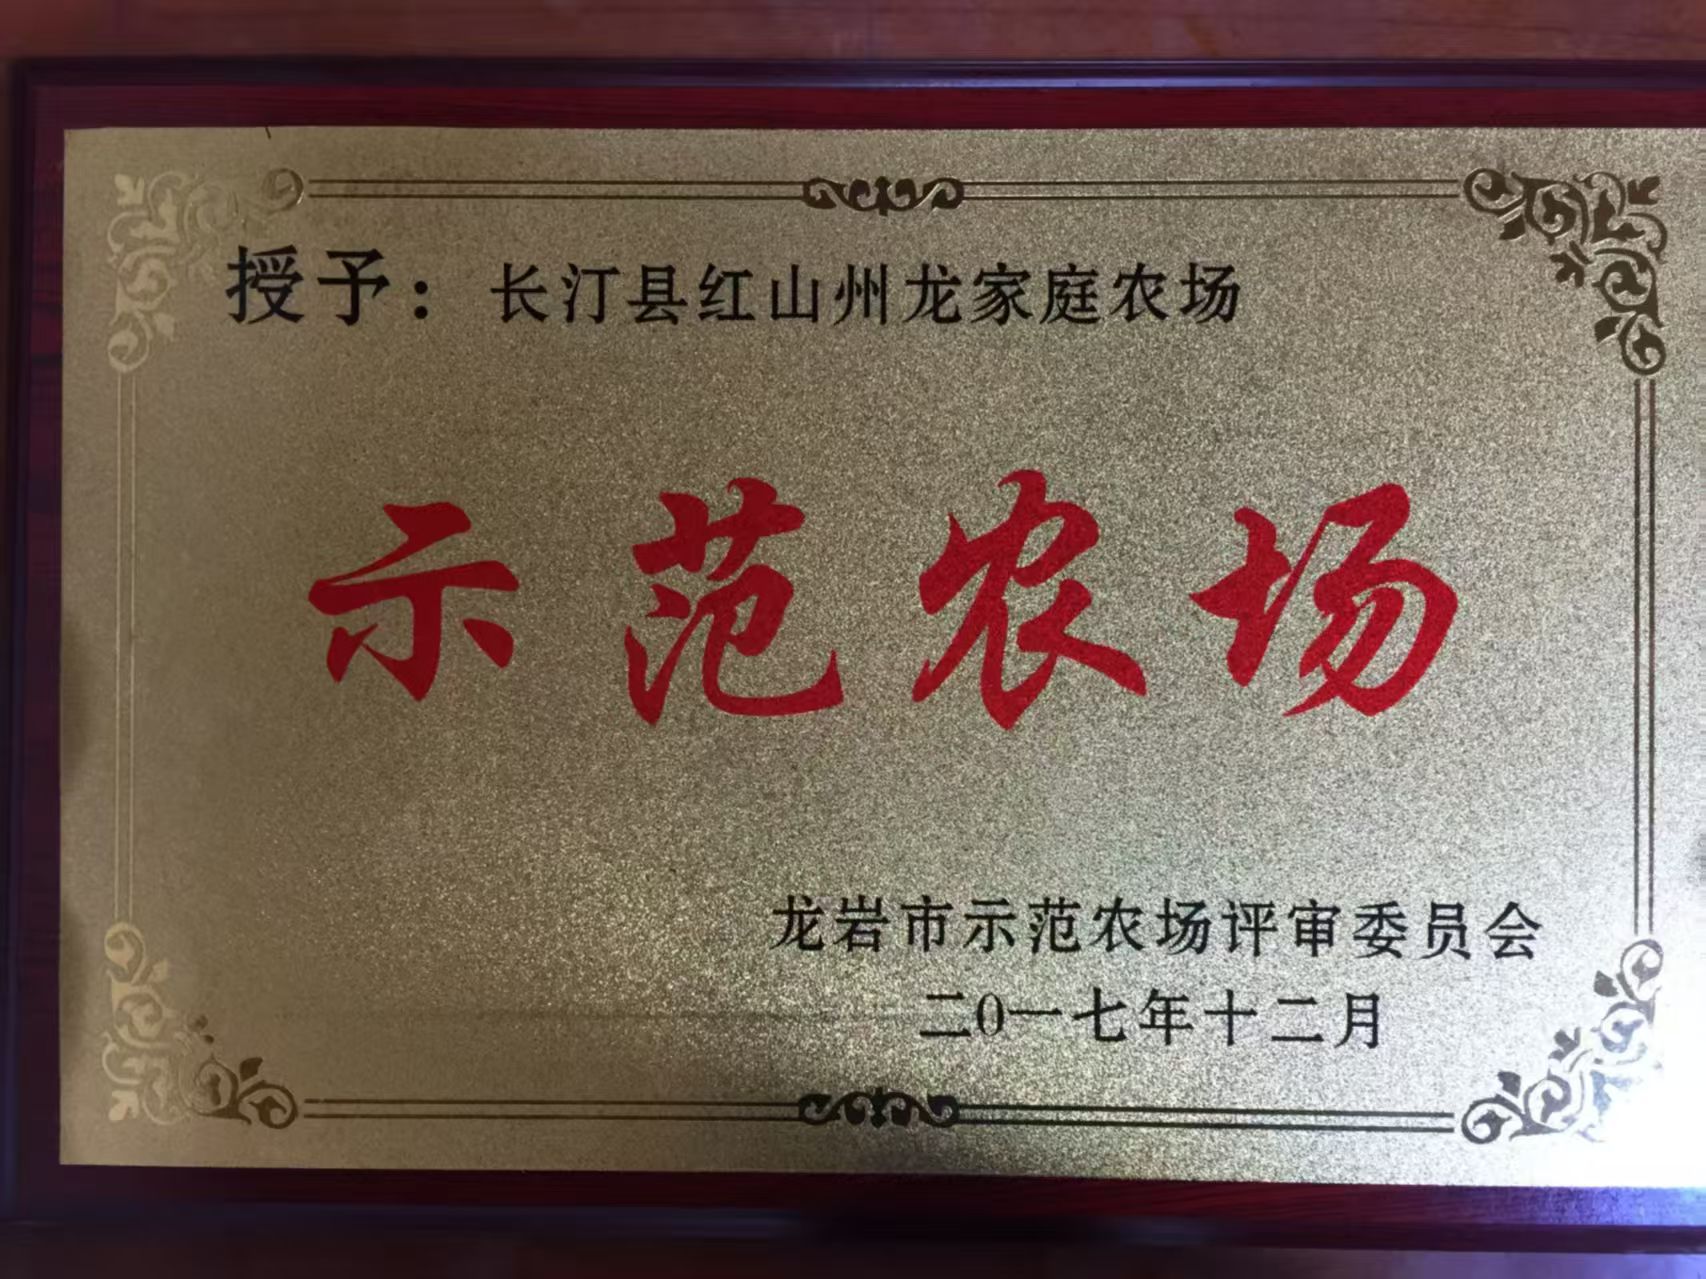 授予：长汀县红山州龙家庭农场
示范农场
龙岩市示范农场评审委员会
二0一七年十二月